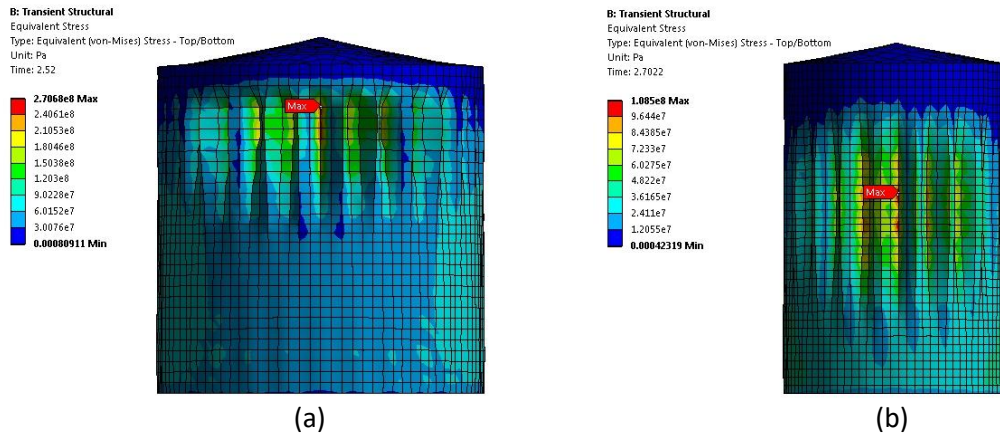 B: Transient Structural
Equivalent Stress
Type: Equivalent (von-Mises) Stress - Top/Bottom
Unit: Pa
Time: 2.52
2.7068e8 Max
2.4061e8
2.1053e8
1.8046e8
1.5038e8
1.203e8
9.0228e7
6.0152e7
3.0076e7
0.00080911 Min
Max
(a)
B: Transient Structural
Equivalent Stress
Type: Equivalent (von-Mises) Stress - Top/Bottom
Unit: Pa
Time: 2.7022
1.085e8 Max
9.644e7
8.4385e7
7.233e7
6.0275e7
4.822e7
3.6165e7
2.411e7
1.2055e7
0.00042319 Min
Max
(b)